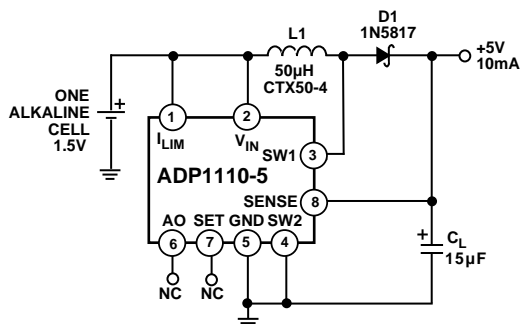 D1
1N5817
L1
+5V
10mA
50µH
CTX50-4
ONE
ALKALINE
CELL
1.5V
+
1
2
I_LIM
V_IN
SW1
3
ADP1110-5
SENSE
8
AO
SET
GND
SW2
6
7
5
4
NC
NC
+
C_L
15µF